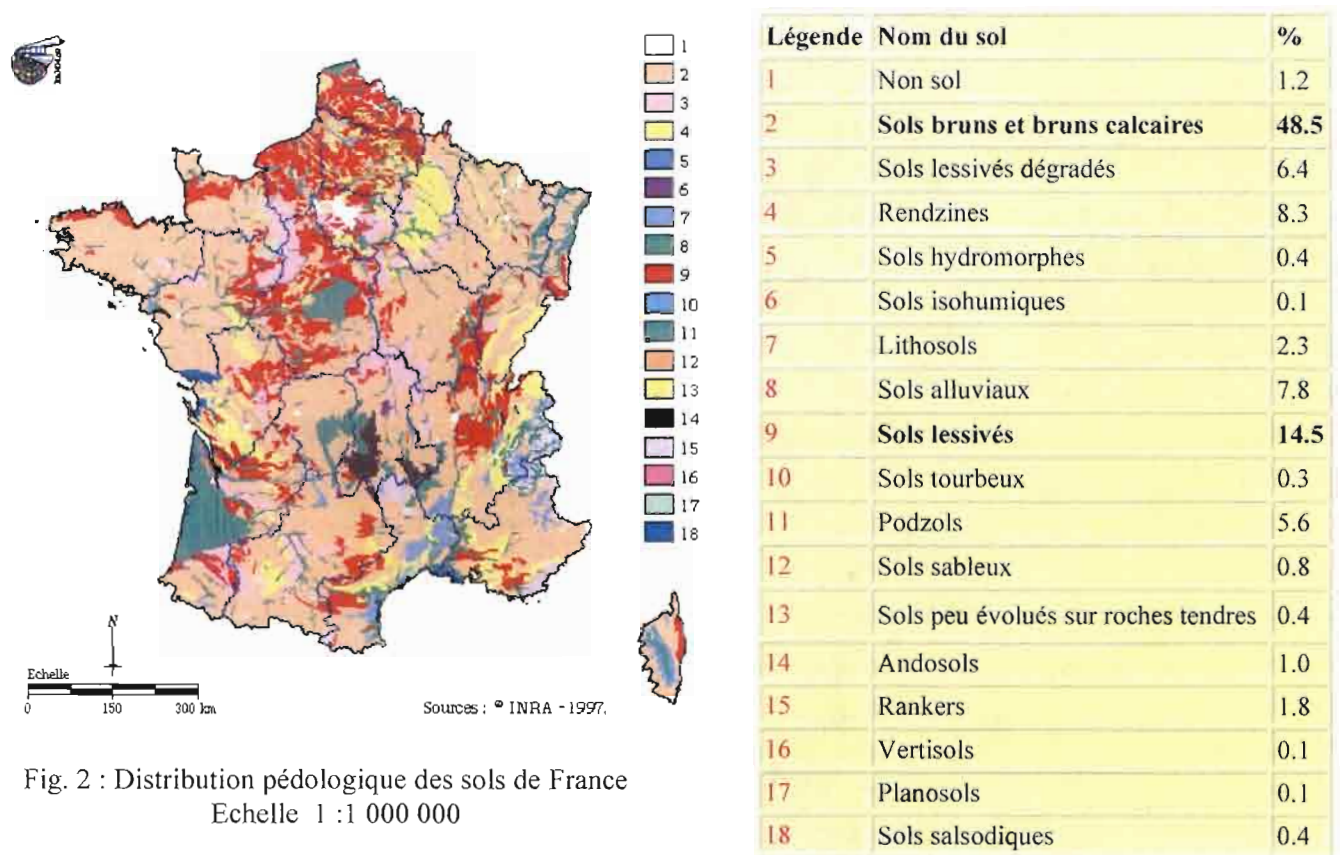 1
2
3
4
5
6
7
8
9
10
11
12
13
14
15
16
17
18
N
Echelle
0 150 300 km
Sources : © INRA - 1997.
Fig. 2 : Distribution pédologique des sols de France
Echelle 1 :1 000 000
Légende Nom du sol %
1 Non sol 1.2
2 Sols bruns et bruns calcaires 48.5
3 Sols lessivés dégradés 6.4
4 Rendzines 8.3
5 Sols hydromorphes 0.4
6 Sols isohumiques 0.1
7 Lithosols 2.3
8 Sols alluviaux 7.8
9 Sols lessivés 14.5
10 Sols tourbeux 0.3
11 Podzols 5.6
12 Sols sableux 0.8
13 Sols peu évolués sur roches tendres 0.4
14 Andosols 1.0
15 Rankers 1.8
16 Vertisols 0.1
17 Planosols 0.1
18 Sols salsodiques 0.4